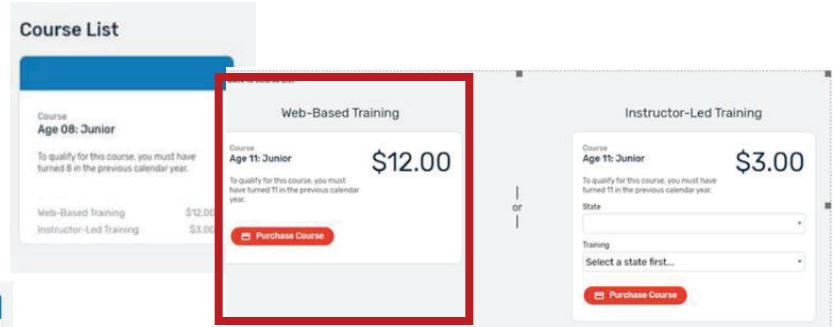 Course List
Course
Age 08: Junior
To qualify for this course, you must have
turned 8 in the previous calendar year.
Web-Based Training $12.00
Instructor-Led Training $3.00
Web-Based Training
Course
Age 11: Junior
$12.00
To qualify for this course, you must
have turned 11 in the previous calendar
year.
Purchase Course
or
Instructor-Led Training
Course
Age 11: Junior
$3.00
To qualify for this course, you must have
turned 11 in the previous calendar year.
State
Training
Select a state first...
Purchase Course